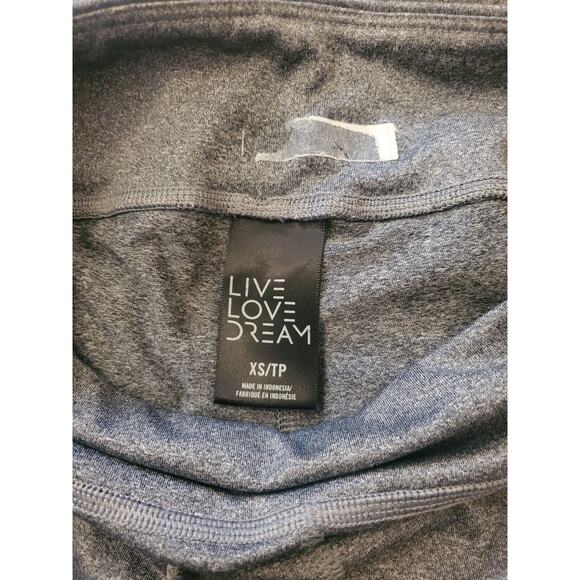 LIVE
LOVE
DREAM
XS/TP
MADE IN INDONESIA/
FABRIQUÉ EN INDONÉSIE